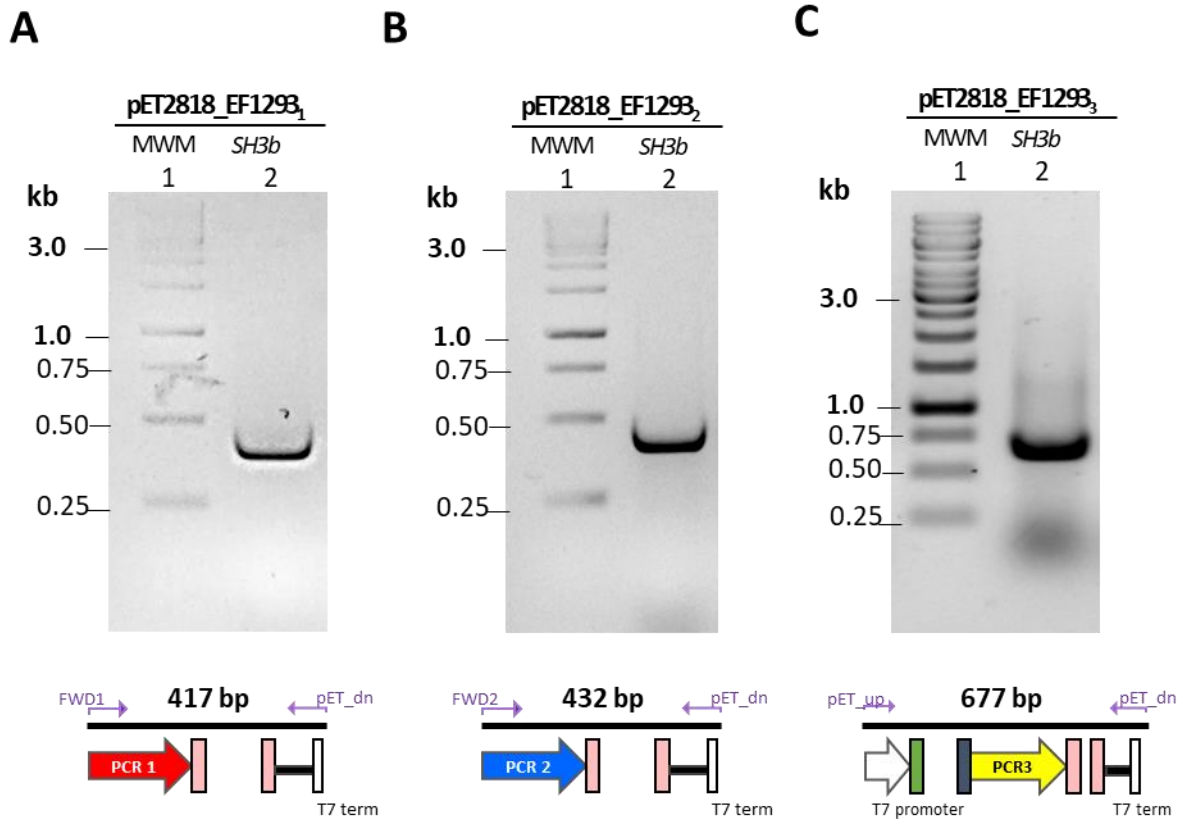 A
pET2818_EF1293₁
MWM SH3b
1 2
kb
3.0
1.0
0.75
0.50
0.25
FWD1 417 bp pET_dn
PCR 1
T7 term
B
pET2818_EF1293₂
MWM SH3b
1 2
kb
3.0
1.0
0.75
0.50
0.25
FWD2 432 bp pET_dn
PCR 2
T7 term
C
pET2818_EF1293₃
MWM SH3b
1 2
kb
3.0
1.0
0.75
0.50
0.25
pET_up 677 bp pET_dn
PCR3
T7 promoter T7 term